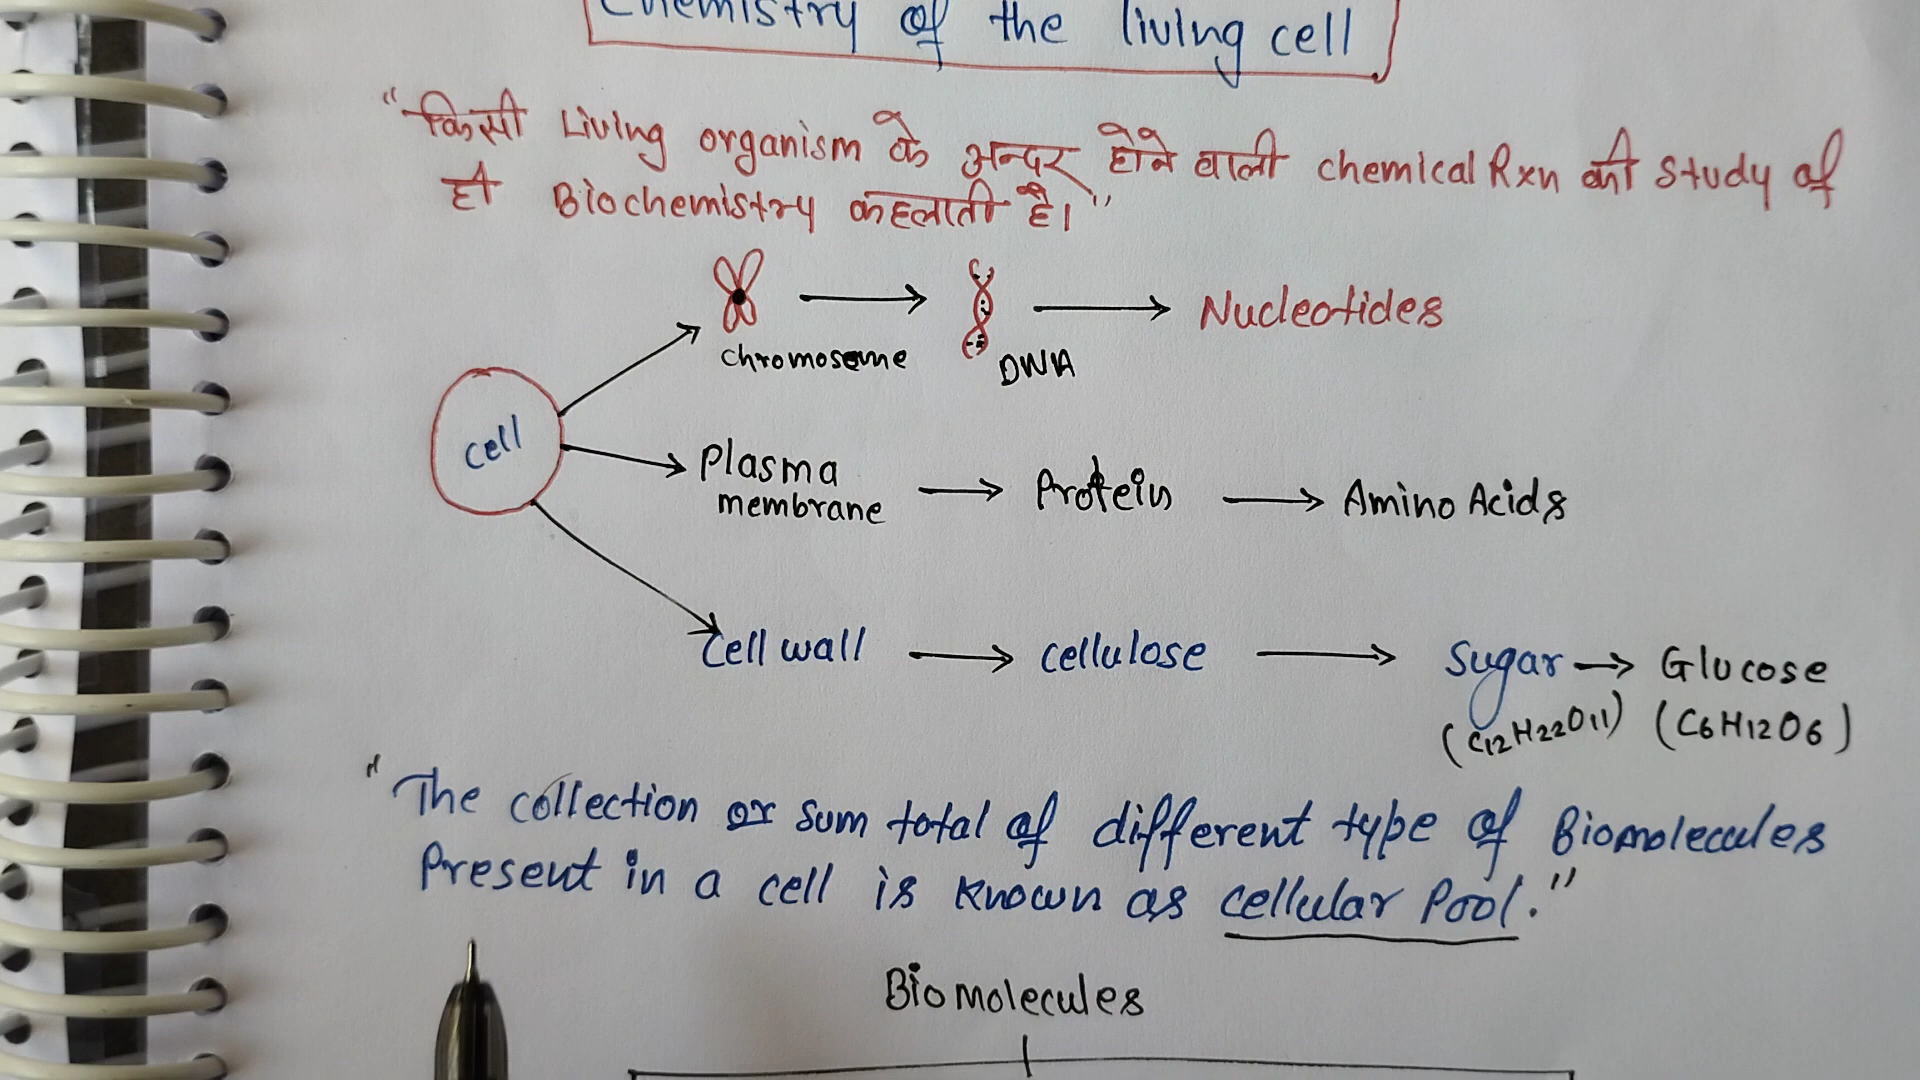 Chemistry of the living cell
"किसी Living organism के अन्दर होने वाली chemical Rxn की study of
ही Biochemistry कहलाती है।"
chromosome
DNA
Nucleotides
cell
Plasma
membrane
Protein
Amino Acids
Cell wall
cellulose
Sugar
Glucose
(C12H22O11)
(C6H12O6)
"The collection or sum total of different type of Biomolecules
Present in a cell is known as cellular Pool."
Biomolecules